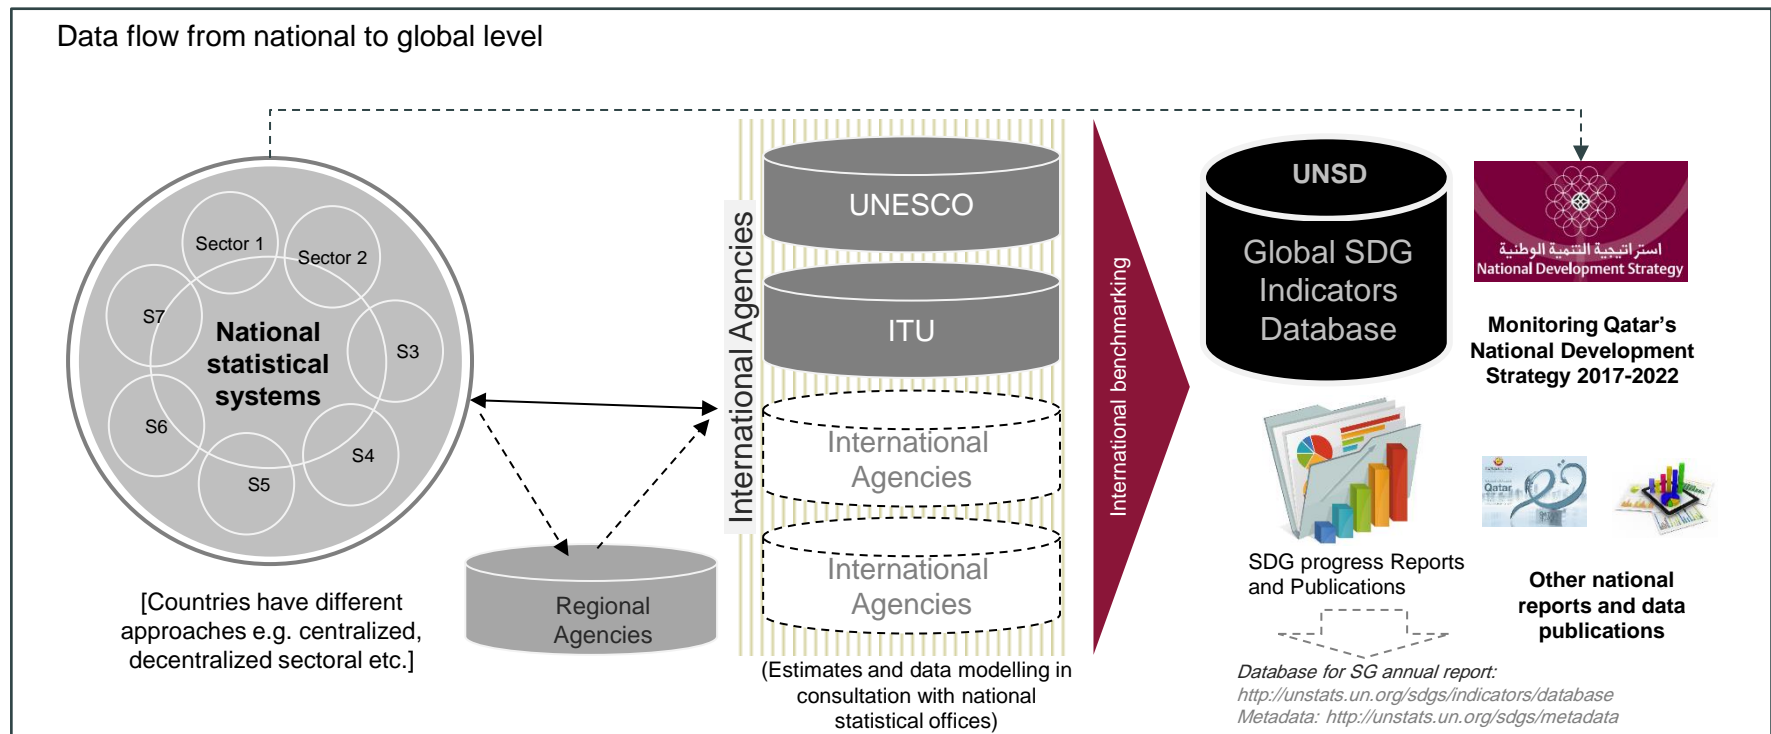 Data flow from national to global level
Sector 1
Sector 2
S7
S3
S6
S4
S5
National
statistical
systems
[Countries have different
approaches e.g. centralized,
decentralized sectoral etc.]
Regional
Agencies
International Agencies
UNESCO
ITU
International
Agencies
International
Agencies
(Estimates and data modelling in
consultation with national
statistical offices)
International benchmarking
UNSD
Global SDG
Indicators
Database
SDG progress Reports
and Publications
Database for SG annual report:
http://unstats.un.org/sdgs/indicators/database
Metadata: http://unstats.un.org/sdgs/metadata
استراتيجية التنمية الوطنية
National Development Strategy
Monitoring Qatar's
National Development
Strategy 2017-2022
Qatar
Other national
reports and data
publications